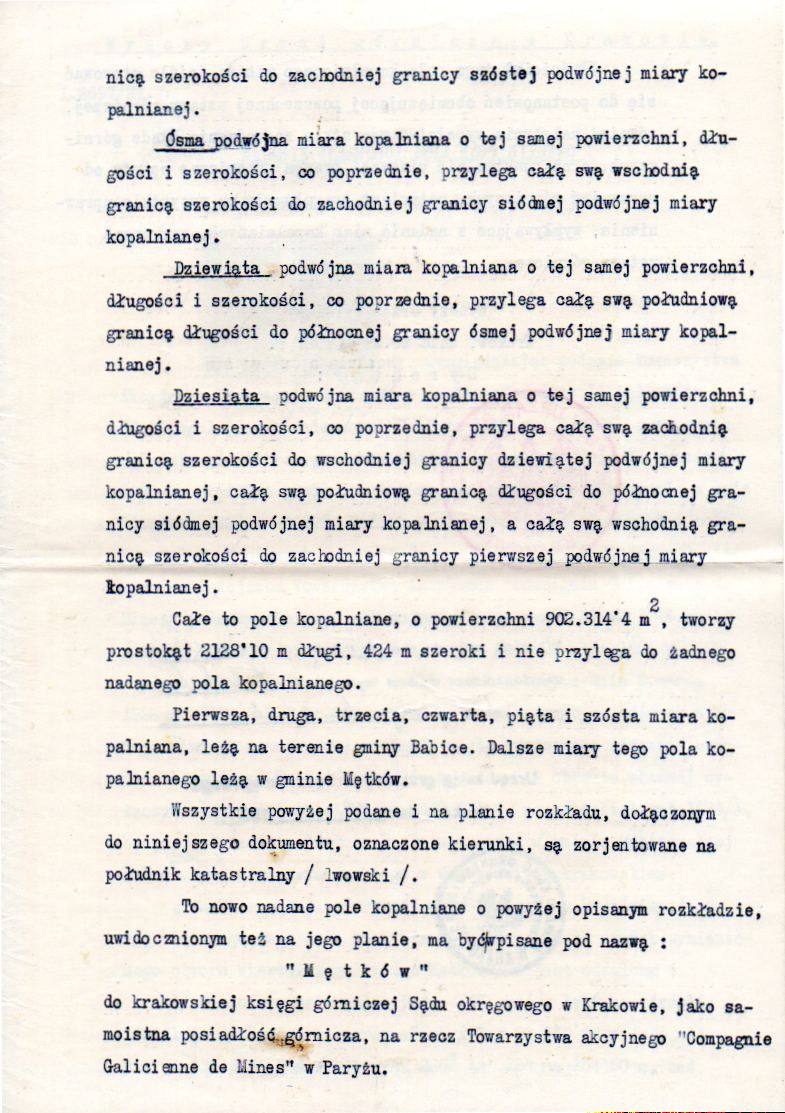 nicą szerokości do zachodniej granicy szóstej podwójnej miary ko-
palnianej.
Ósma podwójna miara kopalniana o tej samej powierzchni, dłu-
gości i szerokości, co poprzednie, przylega całą swą wschodnią
granicą szerokości do zachodniej granicy siódmej podwójnej miary
kopalnianej.
Dziewiąta podwójna miara kopalniana o tej samej powierzchni,
długości i szerokości, co poprzednie, przylega całą swą południową
granicą długości do północnej granicy ósmej podwójnej miary kopal-
nianej.
Dziesiąta podwójna miara kopalniana o tej samej powierzchni,
długości i szerokości, co poprzednie, przylega całą swą zachodnią
granicą szerokości do wschodniej granicy dziewiątej podwójnej miary
kopalnianej, całą swą południową granicą długości do północnej gra-
nicy siódmej podwójnej miary kopalnianej, a całą swą wschodnią gra-
nicą szerokości do zachodniej granicy pierwszej podwójnej miary
kopalnianej.
Całe to pole kopalniane, o powierzchni 902.314'4 m², tworzy
prostokąt 2128'10 m długi, 424 m szeroki i nie przylega do żadnego
nadanego pola kopalnianego.
Pierwsza, druga, trzecia, czwarta, piąta i szósta miara ko-
palniana, leżą na terenie gminy Babice. Dalsze miary tego pola ko-
palnianego leżą w gminie Mętków.
Wszystkie powyżej podane i na planie rozkładu, dołączonym
do niniejszego dokumentu, oznaczone kierunki, są zorjentowane na
południk katastralny / lwowski /.
To nowo nadane pole kopalniane o powyżej opisanym rozkładzie,
uwidocznionym też na jego planie, ma być wpisane pod nazwą :
"M ę t k ó w"
do krakowskiej księgi górniczej Sądu okręgowego w Krakowie, jako sa-
moistna posiadłość górnicza, na rzecz Towarzystwa akcyjnego "Compagnie
Galicienne de Mines" w Paryżu.